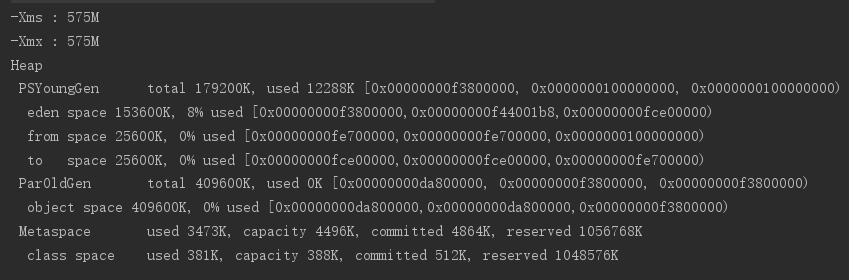 -Xms : 575M
-Xmx : 575M
Heap
PSYoungGen total 179200K, used 12288K [0x00000000f3800000, 0x0000000100000000, 0x0000000100000000)
eden space 153600K, 8% used [0x00000000f3800000,0x00000000f44001b8,0x00000000fce00000)
from space 25600K, 0% used [0x00000000fe700000,0x00000000fe700000,0x0000000100000000)
to space 25600K, 0% used [0x00000000fce00000,0x00000000fce00000,0x00000000fe700000)
ParOldGen total 409600K, used 0K [0x00000000da800000, 0x00000000f3800000, 0x00000000f3800000)
object space 409600K, 0% used [0x00000000da800000,0x00000000da800000,0x00000000f3800000)
Metaspace used 3473K, capacity 4496K, committed 4864K, reserved 1056768K
class space used 381K, capacity 388K, committed 512K, reserved 1048576K